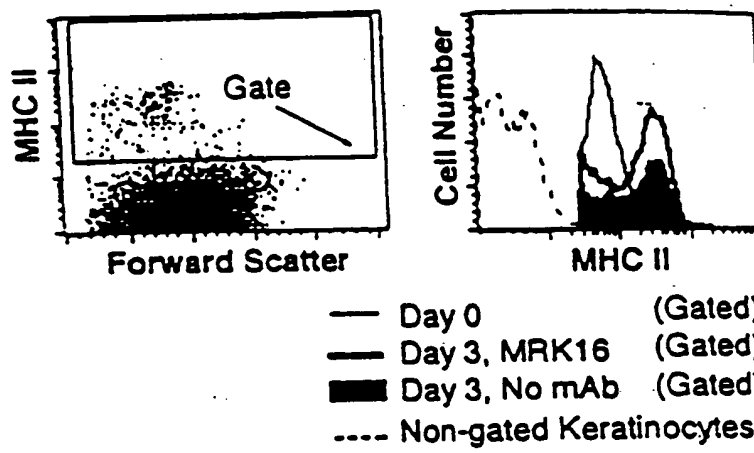 MHC II
Gate
Forward Scatter
Cell Number
MHC II
Day 0 (Gated)
Day 3, MRK16 (Gated)
Day 3, No mAb (Gated)
Non-gated Keratinocytes